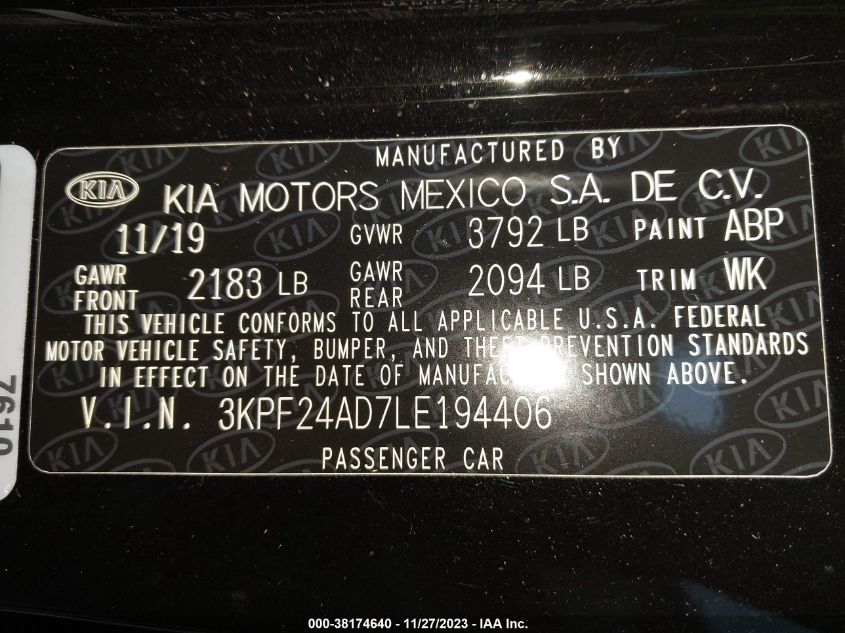 MANUFACTURED BY
KIA KIA MOTORS MEXICO S.A. DE C.V.
11/19 GVWR 3792 LB PAINT ABP
GAWR FRONT 2183 LB GAWR REAR 2094 LB TRIM WK
THIS VEHICLE CONFORMS TO ALL APPLICABLE U.S.A. FEDERAL
MOTOR VEHICLE SAFETY, BUMPER, AND THEFT PREVENTION STANDARDS
IN EFFECT ON THE DATE OF MANUFACTURE SHOWN ABOVE.
V.I.N. 3KPF24AD7LE194406
PASSENGER CAR
000-38174640 - 11/27/2023 - IAA Inc.